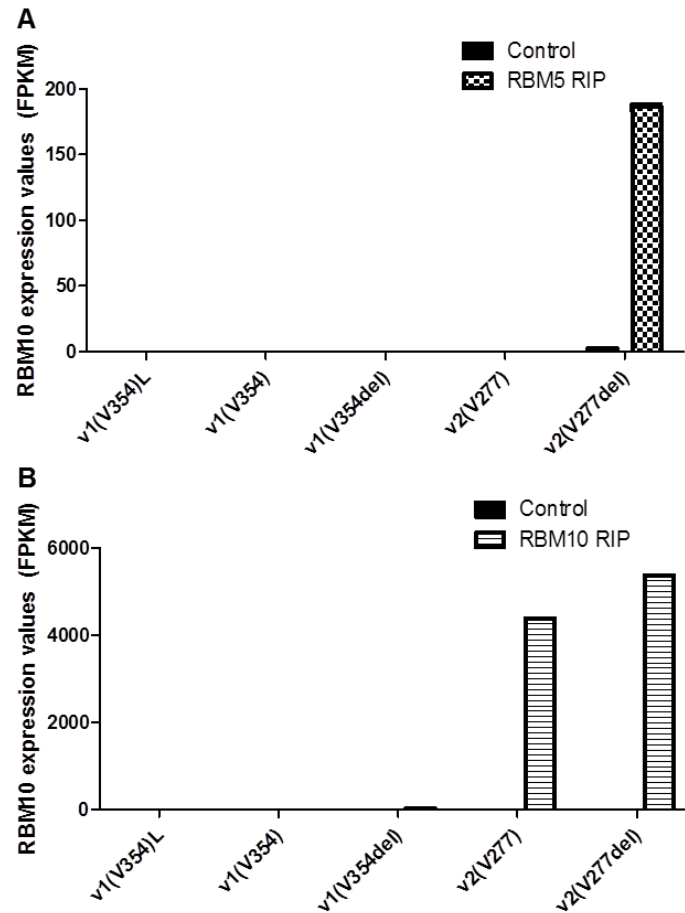 A
Control
RBM5 RIP
RBM10 expression values (FPKM)
200
150
100
50
0
v1(V354)L
v1(V354)
v1(V354del)
v2(V277)
v2(V277del)
B
Control
RBM10 RIP
RBM10 expression values (FPKM)
6000
4000
2000
0
v1(V354)L
v1(V354)
v1(V354del)
v2(V277)
v2(V277del)